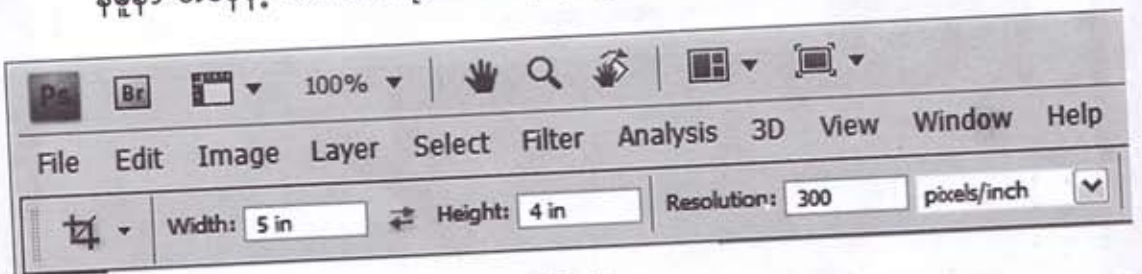 Ps Br 100%
File Edit Image Layer Select Filter Analysis 3D View Window Help
Width: 5 in Height: 4 in Resolution: 300 pixels/inch